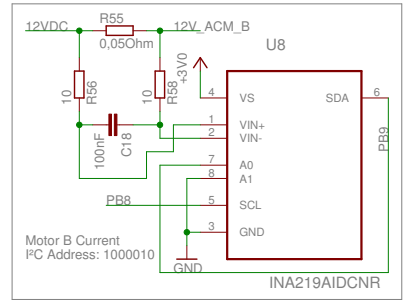 R55
12VDC
12V_ACM_B
0,05Ohm
U8
+3V0
10
R56
10
R58
100nF
C18
4
VS
SDA
6
1
VIN+
2
VIN-
PB9
7
A0
8
A1
PB8
5
SCL
3
GND
GND
Motor B Current
I²C Address: 1000010
INA219AIDCNR